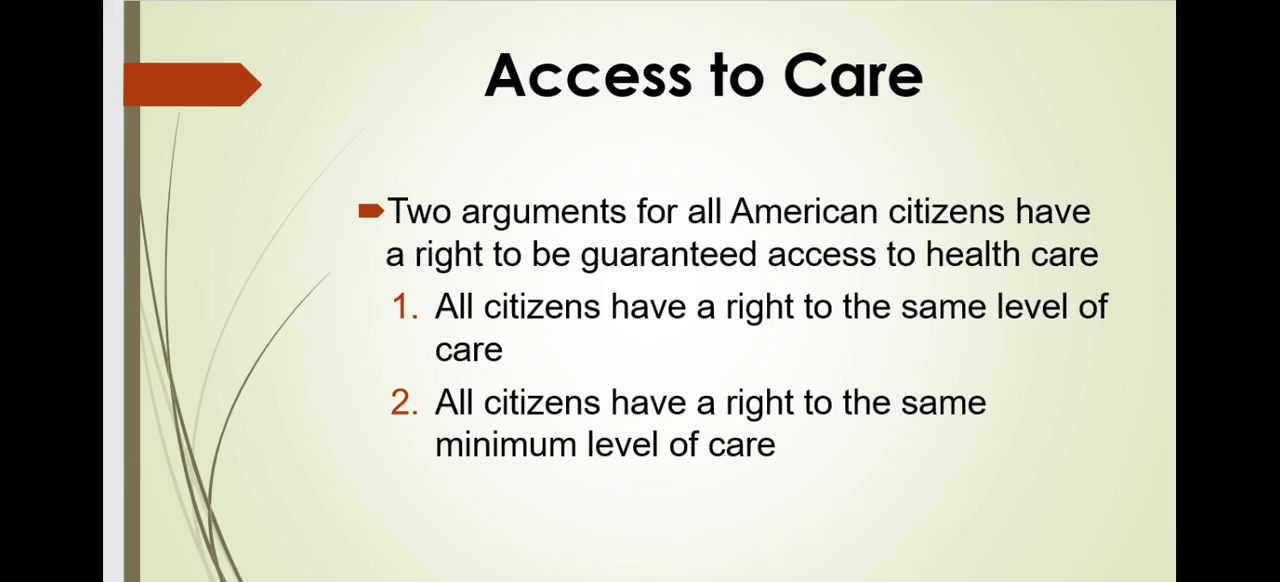 Access to Care
Two arguments for all American citizens have
a right to be guaranteed access to health care
1. All citizens have a right to the same level of
care
2. All citizens have a right to the same
minimum level of care